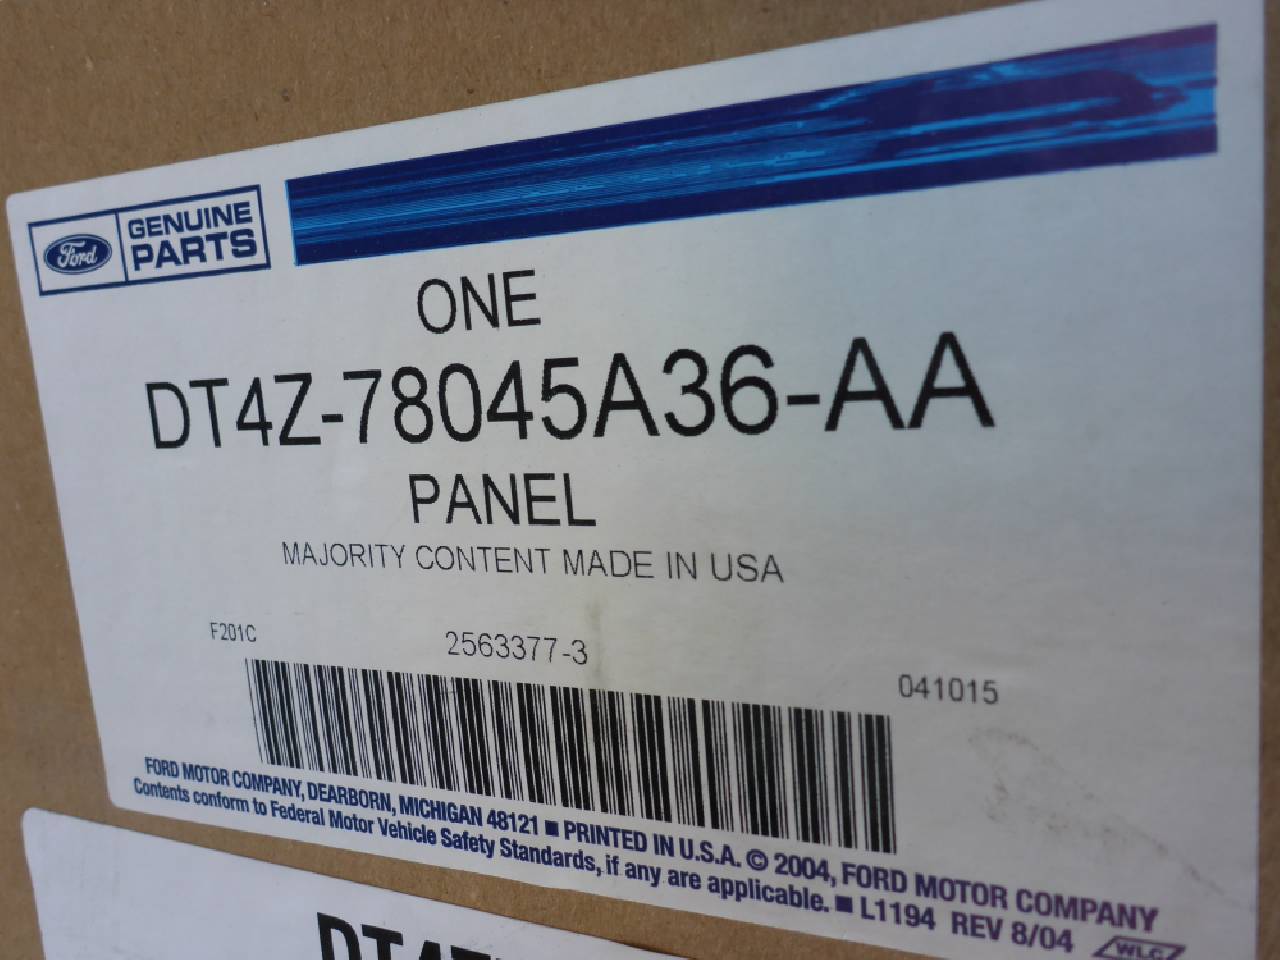 Ford
GENUINE
PARTS
ONE
DT4Z-78045A36-AA
PANEL
MAJORITY CONTENT MADE IN USA
F201C
2563377-3
041015
FORD MOTOR COMPANY, DEARBORN, MICHIGAN 48121 ■ PRINTED IN U.S.A. © 2004, FORD MOTOR COMPANY
Contents conform to Federal Motor Vehicle Safety Standards, if any are applicable. ■ L1194 REV 8/04
WLC